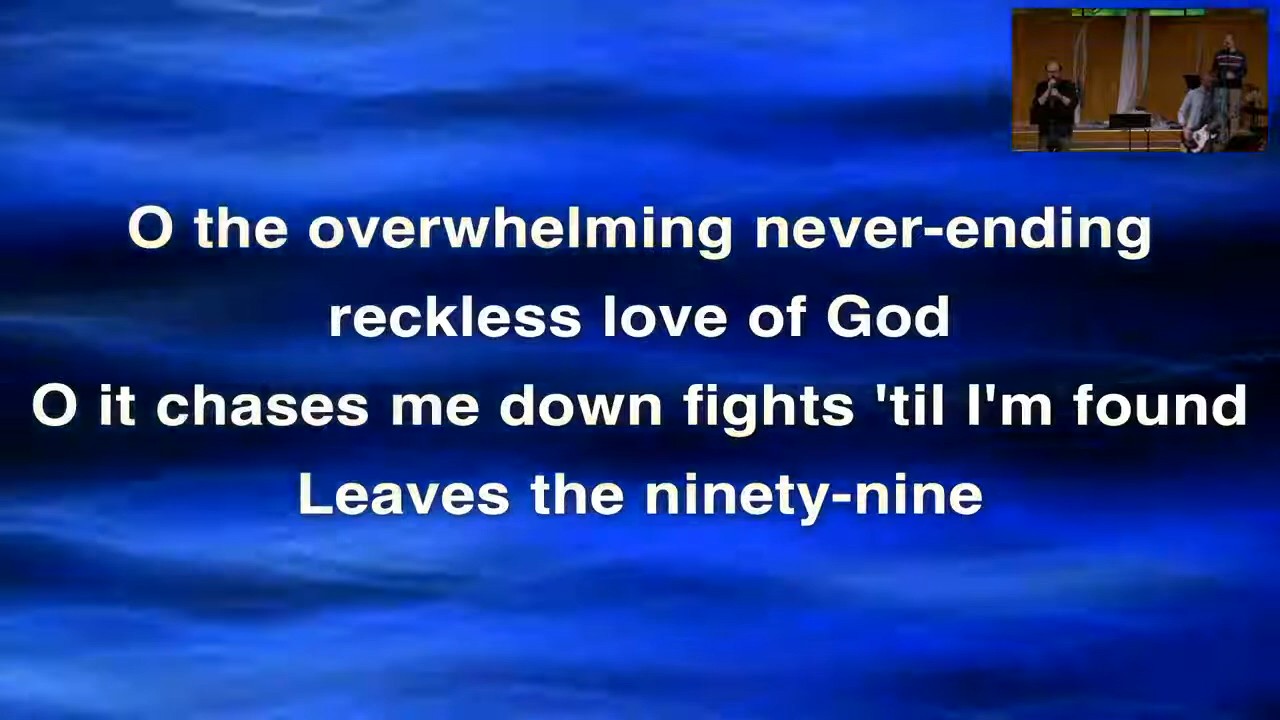 O the overwhelming never-ending
reckless love of God
O it chases me down fights 'til I'm found
Leaves the ninety-nine